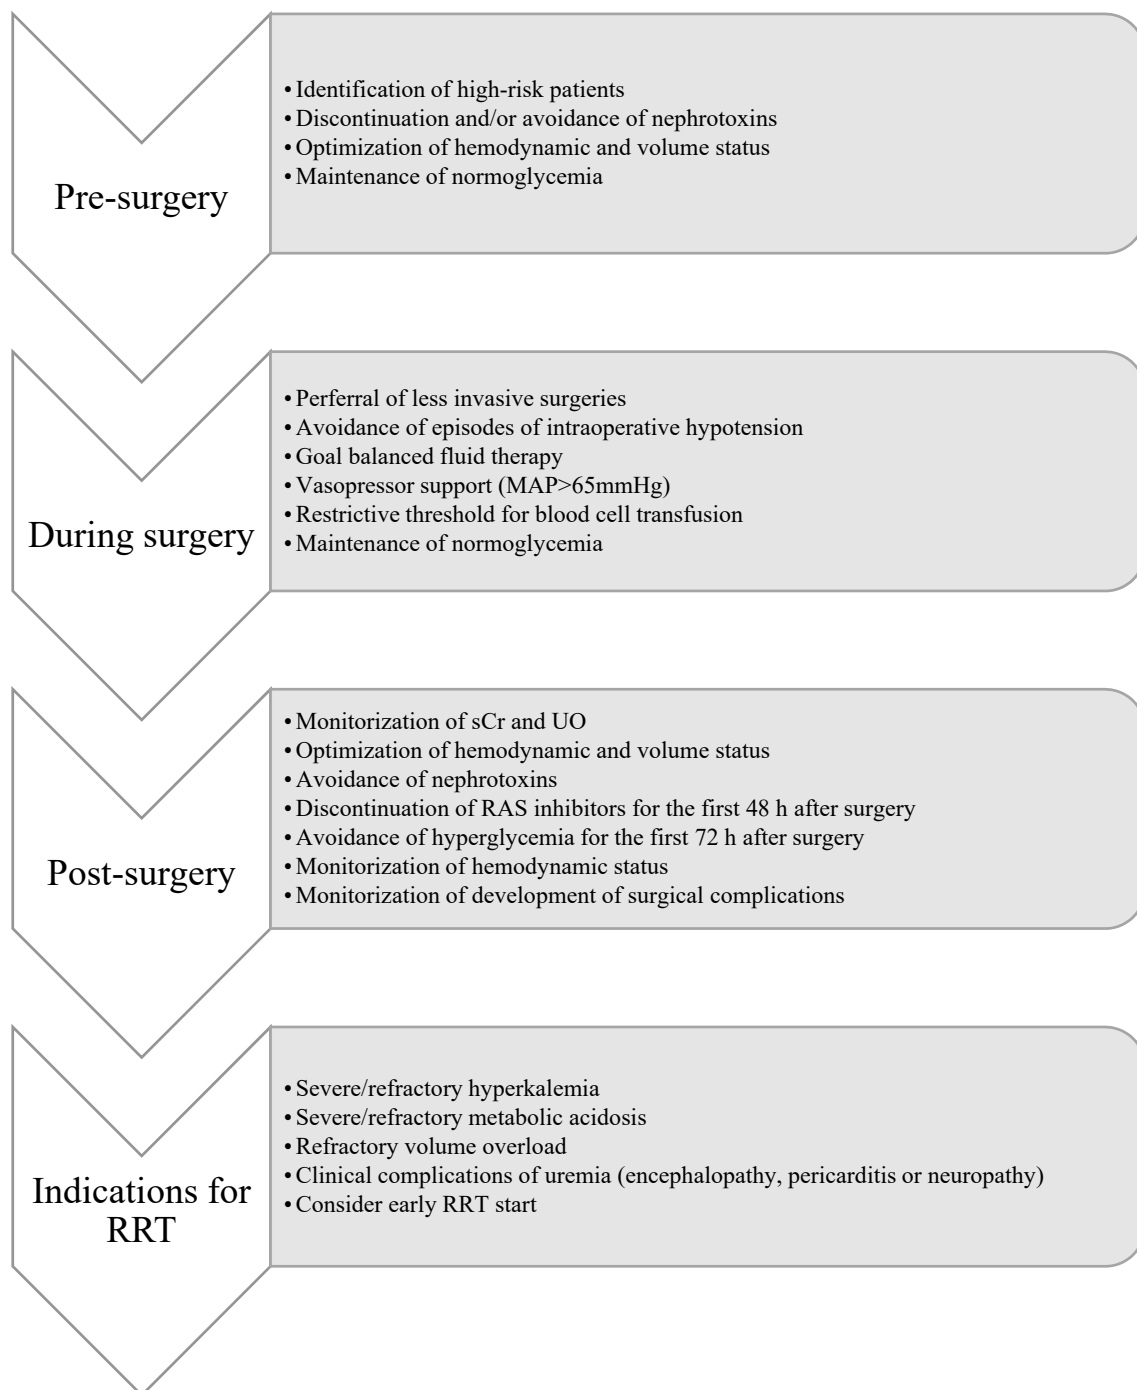 Pre-surgery
• Identification of high-risk patients
• Discontinuation and/or avoidance of nephrotoxins
• Optimization of hemodynamic and volume status
• Maintenance of normoglycemia
During surgery
• Perferral of less invasive surgeries
• Avoidance of episodes of intraoperative hypotension
• Goal balanced fluid therapy
• Vasopressor support (MAP>65mmHg)
• Restrictive threshold for blood cell transfusion
• Maintenance of normoglycemia
Post-surgery
• Monitorization of sCr and UO
• Optimization of hemodynamic and volume status
• Avoidance of nephrotoxins
• Discontinuation of RAS inhibitors for the first 48 h after surgery
• Avoidance of hyperglycemia for the first 72 h after surgery
• Monitorization of hemodynamic status
• Monitorization of development of surgical complications
Indications for
RRT
• Severe/refractory hyperkalemia
• Severe/refractory metabolic acidosis
• Refractory volume overload
• Clinical complications of uremia (encephalopathy, pericarditis or neuropathy)
• Consider early RRT start